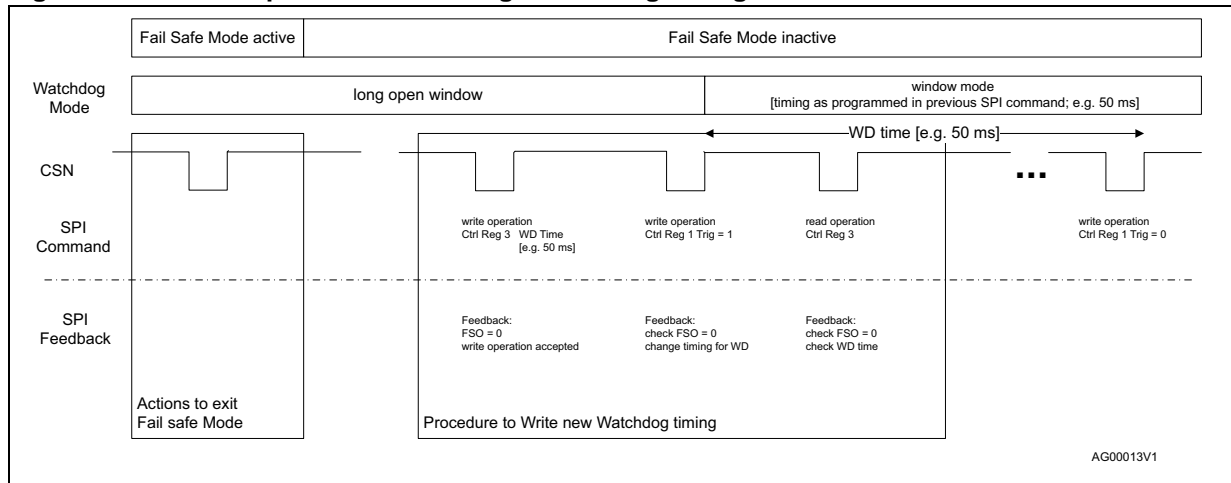 Fail Safe Mode active
Fail Safe Mode inactive
Watchdog
Mode
long open window
window mode
[timing as programmed in previous SPI command; e.g. 50 ms]
WD time [e.g. 50 ms]
CSN
...
SPI
Command
write operation
Ctrl Reg 3 WD Time
[e.g. 50 ms]
write operation
Ctrl Reg 1 Trig = 1
read operation
Ctrl Reg 3
write operation
Ctrl Reg 1 Trig = 0
SPI
Feedback
Feedback:
FSO = 0
write operation accepted
Feedback:
check FSO = 0
change timing for WD
Feedback:
check FSO = 0
check WD time
Actions to exit
Fail safe Mode
Procedure to Write new Watchdog timing
AG00013V1